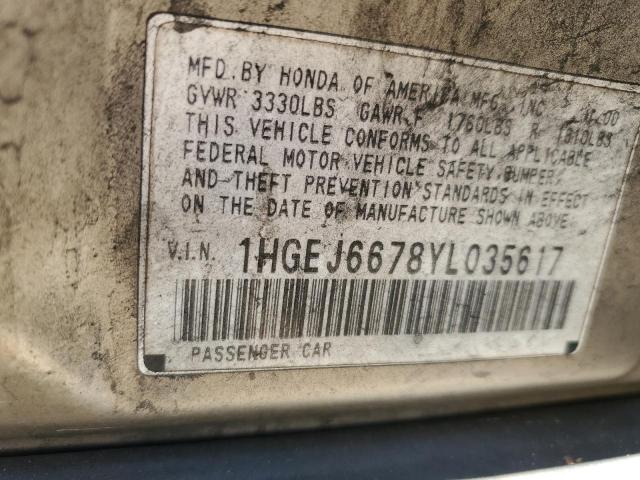 MFD. BY HONDA OF AMERICA MFG., INC.
GVWR 3330LBS GAWR F 1760LBS R 1610LBS
THIS VEHICLE CONFORMS TO ALL APPLICABLE
FEDERAL MOTOR VEHICLE SAFETY, BUMPER,
AND THEFT PREVENTION STANDARDS IN EFFECT
ON THE DATE OF MANUFACTURE SHOWN ABOVE.
V.I.N. 1HGEJ6678YL035617
PASSENGER CAR